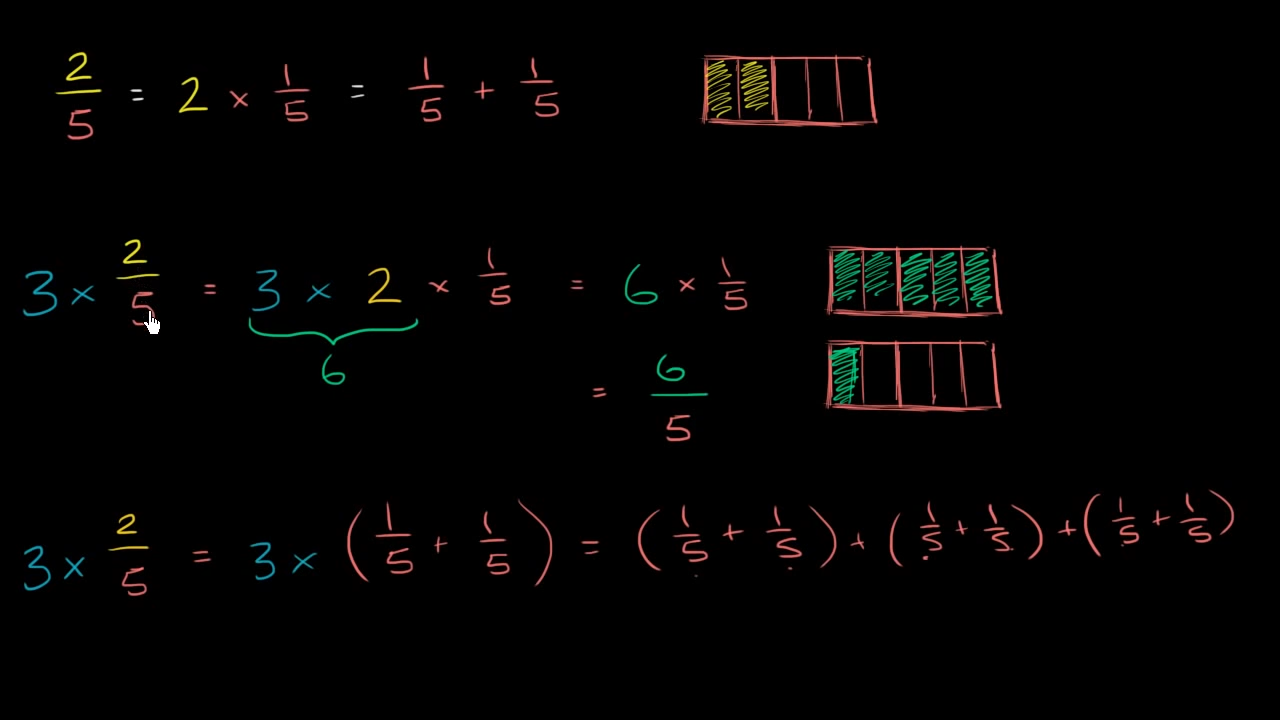 2/5 = 2 × 1/5 = 1/5 + 1/5
3 × 2/5 = 3 × 2 × 1/5 = 6 × 1/5
6
= 6/5
3 × 2/5 = 3 × (1/5 + 1/5) = (1/5 + 1/5) + (1/5 + 1/5) + (1/5 + 1/5)